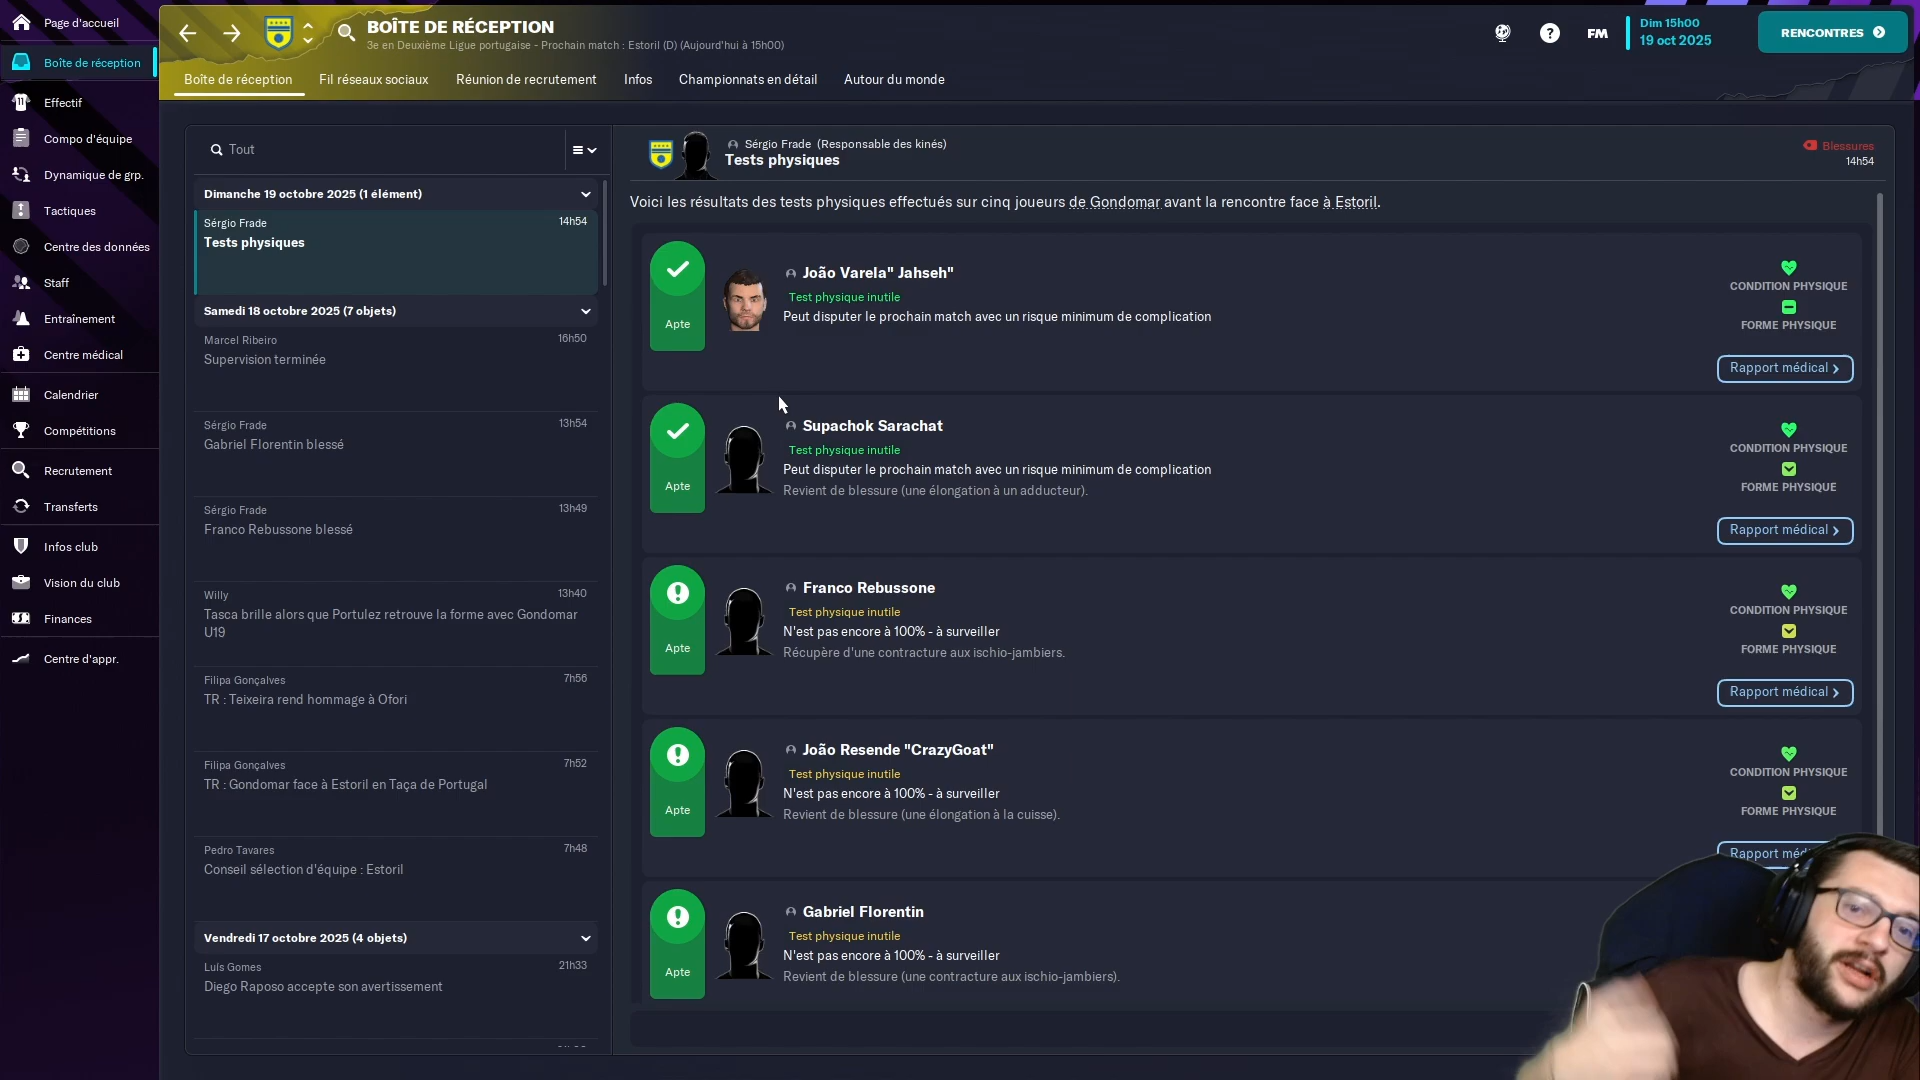 Page d'accueil
Boîte de réception
Effectif
Compo d'équipe
Dynamique de grp.
Tactiques
Centre des données
Staff
Entraînement
Centre médical
Calendrier
Compétitions
Recrutement
Transferts
Infos club
Vision du club
Finances
Centre d'appr.
BOÎTE DE RÉCEPTION
3e en Deuxième Ligue portugaise - Prochain match : Estoril (D) (Aujourd'hui à 15h00)
FM
Dim 15h00
19 oct 2025
RENCONTRES
Boîte de réception
Fil réseaux sociaux
Réunion de recrutement
Infos
Championnats en détail
Autour du monde
Tout
Dimanche 19 octobre 2025 (1 élément)
Sérgio Frade 14h54
Tests physiques
Samedi 18 octobre 2025 (7 objets)
Marcel Ribeiro 16h50
Supervision terminée
Sérgio Frade 13h54
Gabriel Florentin blessé
Sérgio Frade 13h49
Franco Rebussone blessé
Willy 13h40
Tasca brille alors que Portulez retrouve la forme avec Gondomar
U19
Filipa Gonçalves 7h56
TR : Teixeira rend hommage à Ofori
Filipa Gonçalves 7h52
TR : Gondomar face à Estoril en Taça de Portugal
Pedro Tavares 7h48
Conseil sélection d'équipe : Estoril
Vendredi 17 octobre 2025 (4 objets)
Luís Gomes 21h33
Diego Raposo accepte son avertissement
Sérgio Frade (Responsable des kinés)
Tests physiques
Blessures
14h54
Voici les résultats des tests physiques effectués sur cinq joueurs de Gondomar avant la rencontre face à Estoril.
Apte
João Varela" Jahseh"
Test physique inutile
Peut disputer le prochain match avec un risque minimum de complication
CONDITION PHYSIQUE
FORME PHYSIQUE
Rapport médical
Apte
Supachok Sarachat
Test physique inutile
Peut disputer le prochain match avec un risque minimum de complication
Revient de blessure (une élongation à un adducteur).
CONDITION PHYSIQUE
FORME PHYSIQUE
Rapport médical
Apte
Franco Rebussone
Test physique inutile
N'est pas encore à 100% - à surveiller
Récupère d'une contracture aux ischio-jambiers.
CONDITION PHYSIQUE
FORME PHYSIQUE
Rapport médical
Apte
João Resende "CrazyGoat"
Test physique inutile
N'est pas encore à 100% - à surveiller
Revient de blessure (une élongation à la cuisse).
CONDITION PHYSIQUE
FORME PHYSIQUE
Rapport
Apte
Gabriel Florentin
Test physique inutile
N'est pas encore à 100% - à surveiller
Revient de blessure (une contracture aux ischio-jambiers).